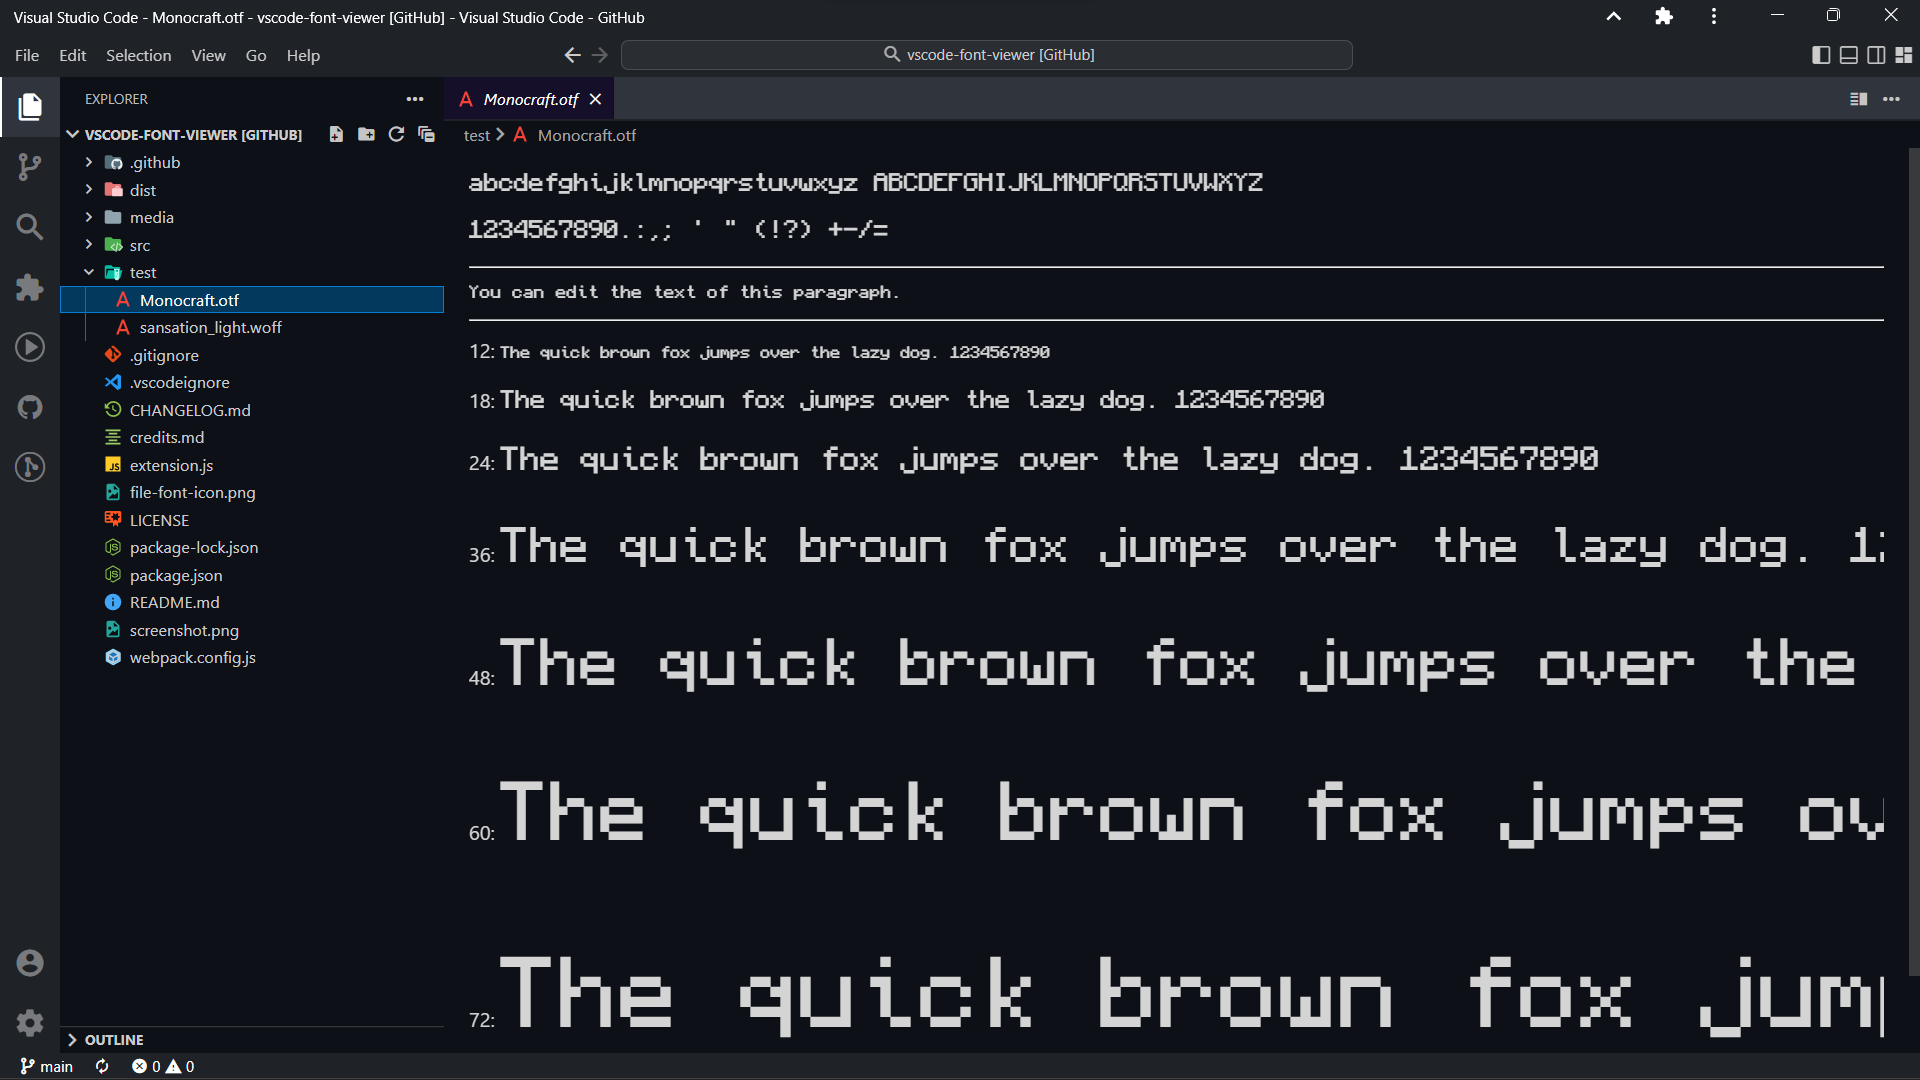 Visual Studio Code - Monocraft.otf - vscode-font-viewer [GitHub] - Visual Studio Code - GitHub
File Edit Selection View Go Help
vscode-font-viewer [GitHub]
EXPLORER
VSCODE-FONT-VIEWER [GITHUB]
.github
dist
media
src
test
Monocraft.otf
sansation_light.woff
.gitignore
.vscodeignore
CHANGELOG.md
credits.md
extension.js
file-font-icon.png
LICENSE
package-lock.json
package.json
README.md
screenshot.png
webpack.config.js
OUTLINE
Monocraft.otf
test > Monocraft.otf
abcdefghijklmnopqrstuvwxyz ABCDEFGHIJKLMNOPQRSTUVWXYZ
1234567890.:,; ' " (!?) +-/=
You can edit the text of this paragraph.
12: The quick brown fox jumps over the lazy dog. 1234567890
18: The quick brown fox jumps over the lazy dog. 1234567890
24: The quick brown fox jumps over the lazy dog. 1234567890
36: The quick brown fox jumps over the lazy dog. 1
48: The quick brown fox jumps over the
60: The quick brown fox jumps ov
72: The quick brown fox jum
main 0 0